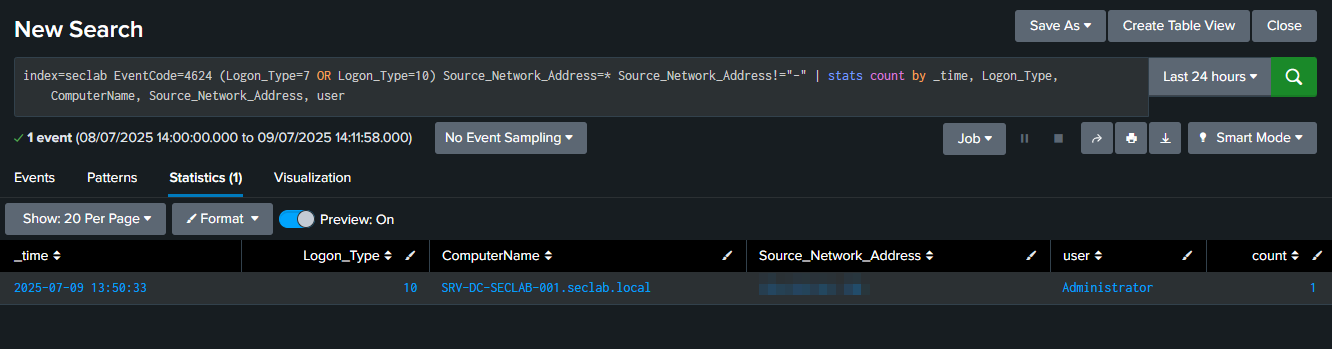 New Search
Save As
Create Table View
Close
index=seclab EventCode=4624 (Logon_Type=7 OR Logon_Type=10) Source_Network_Address=* Source_Network_Address!="-" | stats count by _time, Logon_Type,
ComputerName, Source_Network_Address, user
Last 24 hours
1 event (08/07/2025 14:00:00.000 to 09/07/2025 14:11:58.000)
No Event Sampling
Job
Smart Mode
Events
Patterns
Statistics (1)
Visualization
Show: 20 Per Page
Format
Preview: On
_time
Logon_Type
ComputerName
Source_Network_Address
user
count
2025-07-09 13:50:33
10
SRV-DC-SECLAB-001.seclab.local
Administrator
1